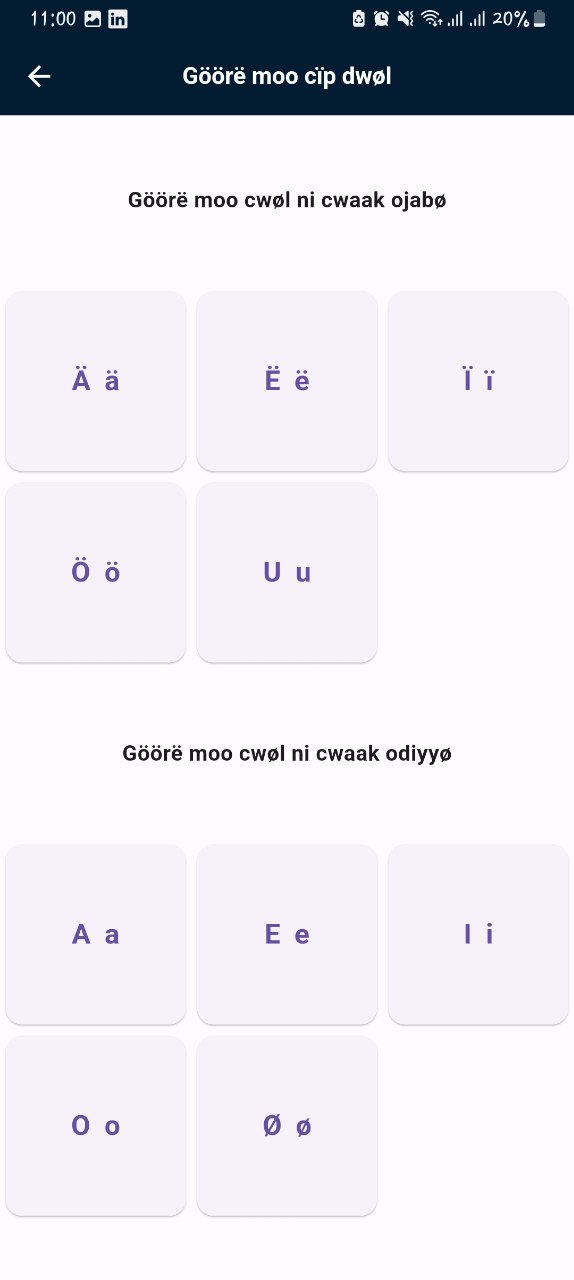 11:00 20%
Göörë moo cïp dwøl
Göörë moo cwøl ni cwaak ojabø
Ä ä Ë ë Ï ï
Ö ö U u
Göörë moo cwøl ni cwaak odiyyø
A a E e I i
O o Ø ø